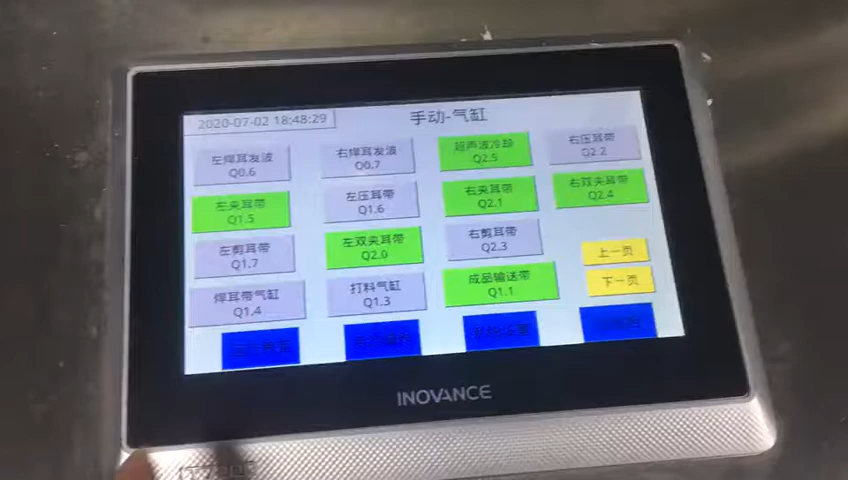 2020-07-02 18:48:29
手动-气缸
左焊耳发波
Q0.6
右焊耳发波
Q0.7
超声波冷却
Q2.5
右压耳带
Q2.2
左夹耳带
Q1.5
左压耳带
Q1.6
右夹耳带
Q2.1
右双夹耳带
Q2.4
左剪耳带
Q1.7
左双夹耳带
Q2.0
右剪耳带
Q2.3
上一页
焊耳带气缸
Q1.4
打料气缸
Q1.3
成品输送带
Q1.1
下一页
INOVANCE